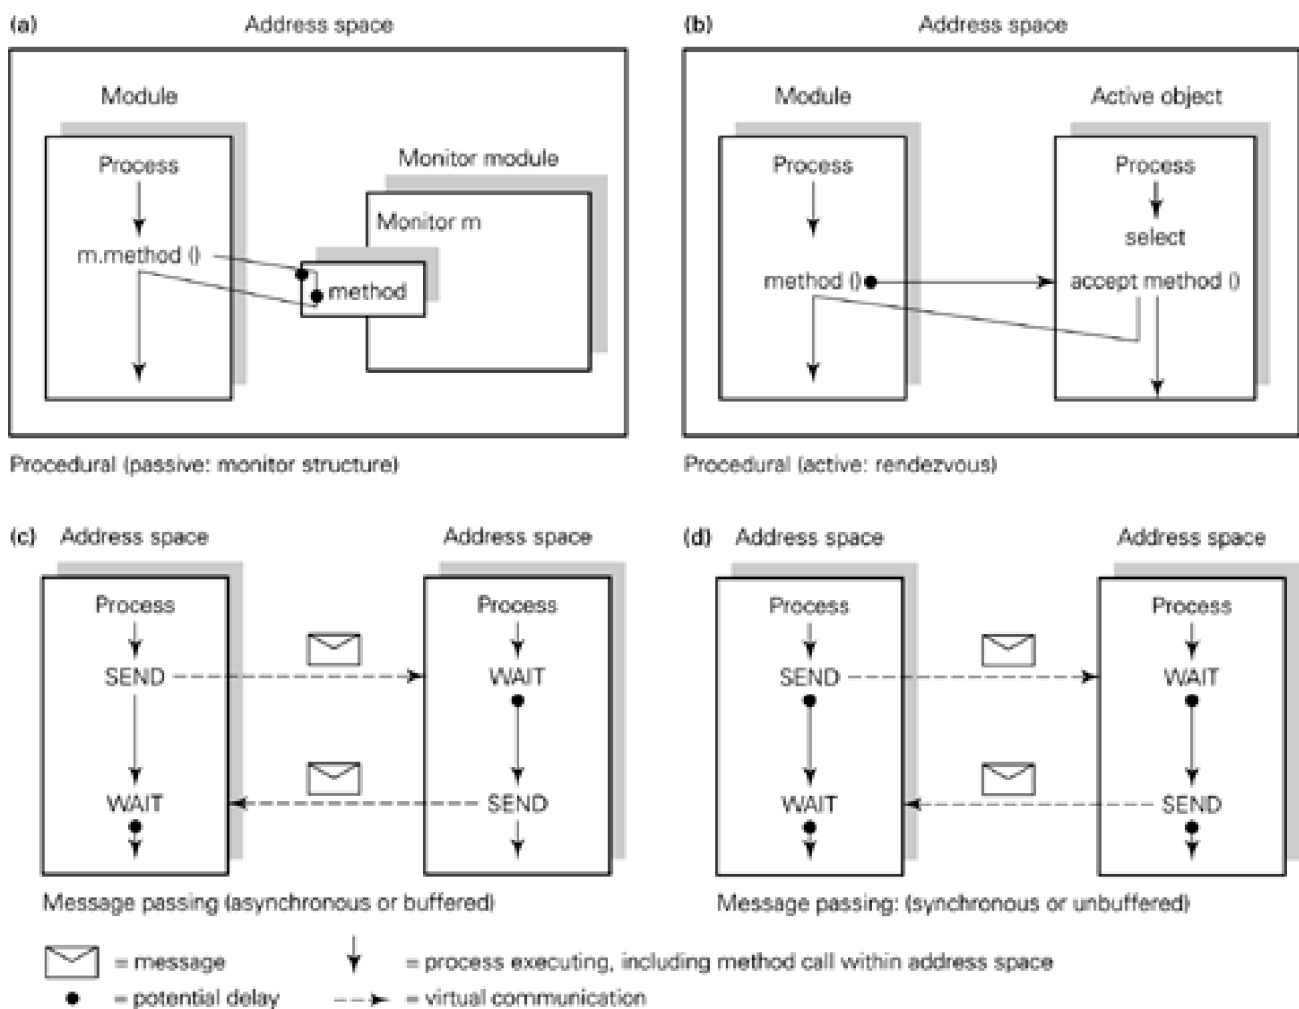 (a) Address space
Module
Process
m.method ()
Monitor module
Monitor m
method
Procedural (passive: monitor structure)
(b) Address space
Module
Process
method ()
Active object
Process
select
accept method ()
Procedural (active: rendezvous)
(c) Address space
Process
SEND
WAIT
Address space
Process
WAIT
SEND
Message passing (asynchronous or buffered)
(d) Address space
Process
SEND
WAIT
Address space
Process
WAIT
SEND
Message passing: (synchronous or unbuffered)
= message
= process executing, including method call within address space
= potential delay
= virtual communication